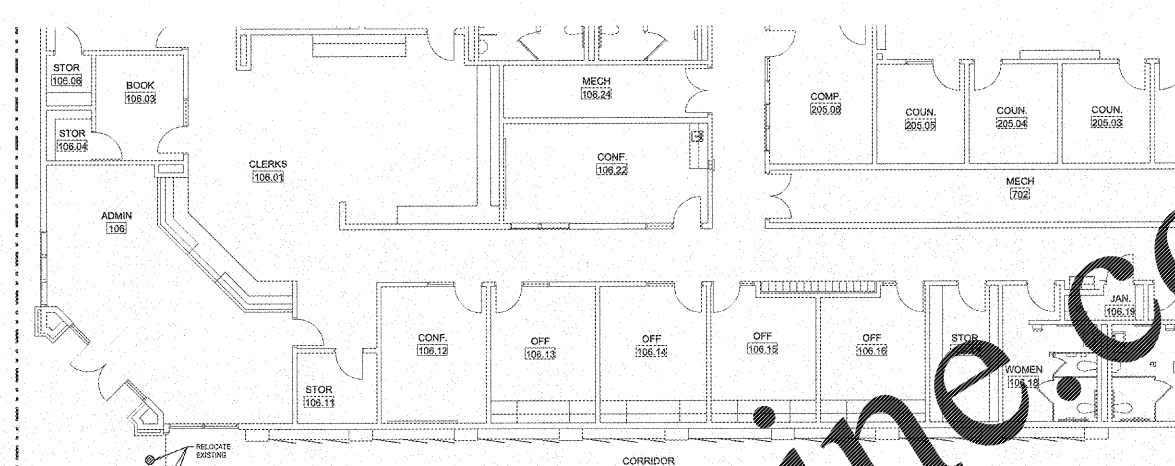 STOR
106.06
BOOK
106.03
STOR
106.04
CLERKS
106.01
ADMIN
106
MECH
106.24
CONF.
106.22
COMP.
205.06
COUN.
205.05
COUN.
205.04
COUN.
205.03
MECH
702
STOR
106.11
CONF.
106.12
OFF
106.13
OFF
106.14
OFF
106.15
OFF
106.16
STOR
WOMEN
106.18
JAN.
106.19
RELOCATE
EXISTING
CORRIDOR